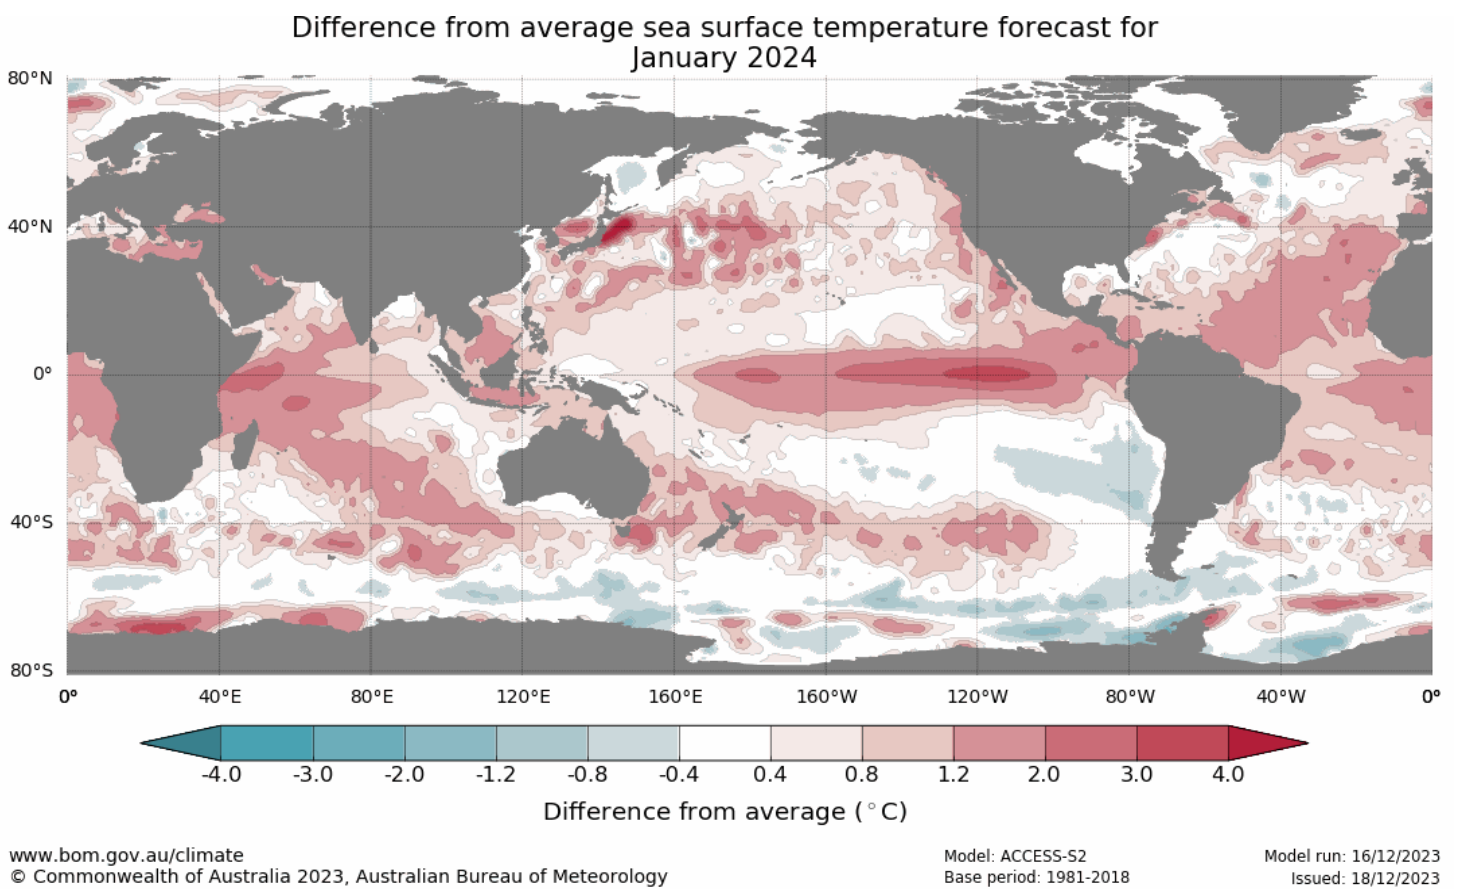 Difference from average sea surface temperature forecast for
January 2024
80°N
40°N
0°
40°S
80°S
0° 40°E 80°E 120°E 160°E 160°W 120°W 80°W 40°W 0°
-4.0 -3.0 -2.0 -1.2 -0.8 -0.4 0.4 0.8 1.2 2.0 3.0 4.0
Difference from average (°C)
www.bom.gov.au/climate
© Commonwealth of Australia 2023, Australian Bureau of Meteorology
Model: ACCESS-S2
Base period: 1981-2018
Model run: 16/12/2023
Issued: 18/12/2023